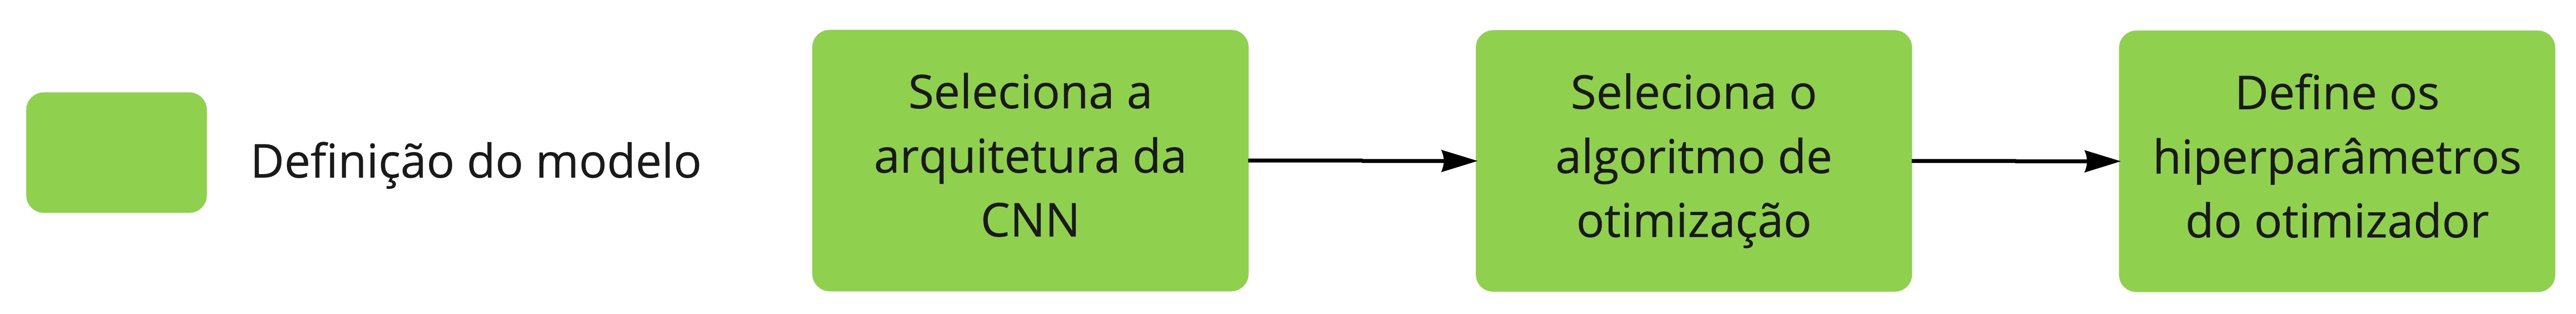 Definição do modelo
Seleciona a
arquitetura da
CNN
Seleciona o
algoritmo de
otimização
Define os
hiperparâmetros
do otimizador